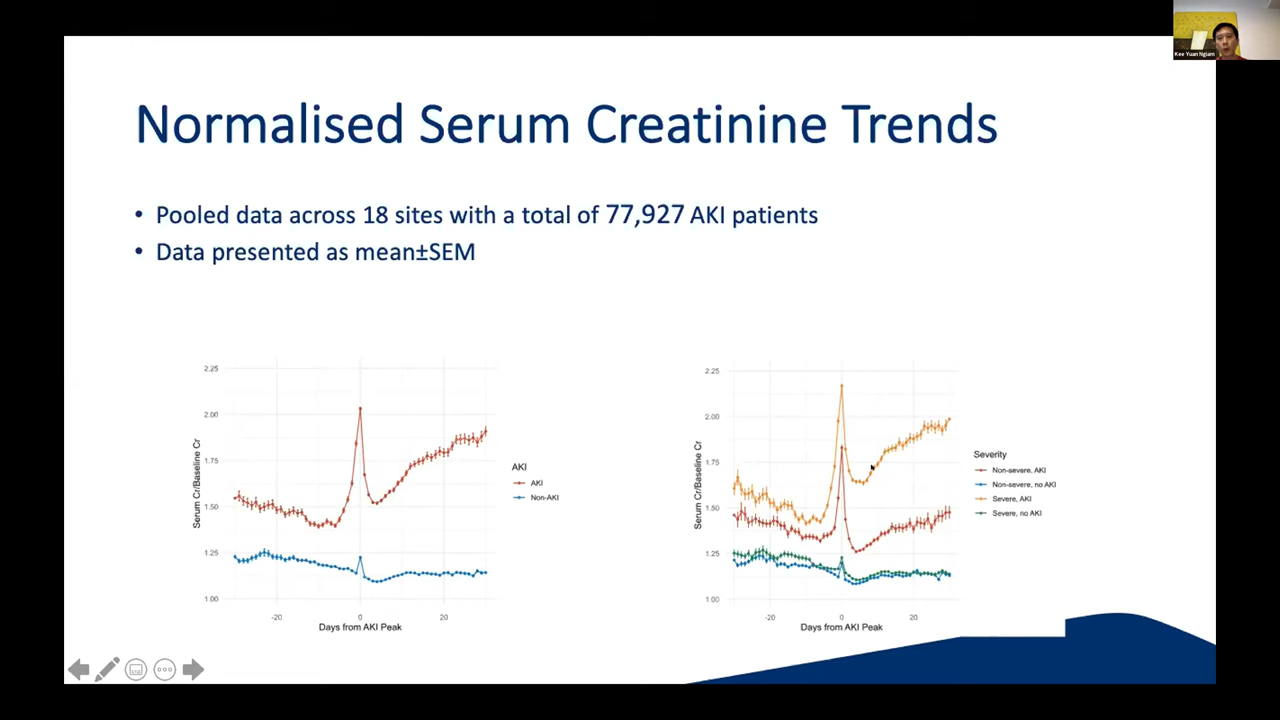 Kee Yuan Ngiam
Normalised Serum Creatinine Trends
• Pooled data across 18 sites with a total of 77,927 AKI patients
• Data presented as mean±SEM
2.25
2.00
1.75
1.50
1.25
1.00
Serum Cr/Baseline Cr
-20
0
20
Days from AKI Peak
AKI
AKI
Non-AKI
2.25
2.00
1.75
1.50
1.25
1.00
Serum Cr/Baseline Cr
-20
0
20
Days from AKI Peak
Severity
Non-severe, AKI
Non-severe, no AKI
Severe, AKI
Severe, no AKI